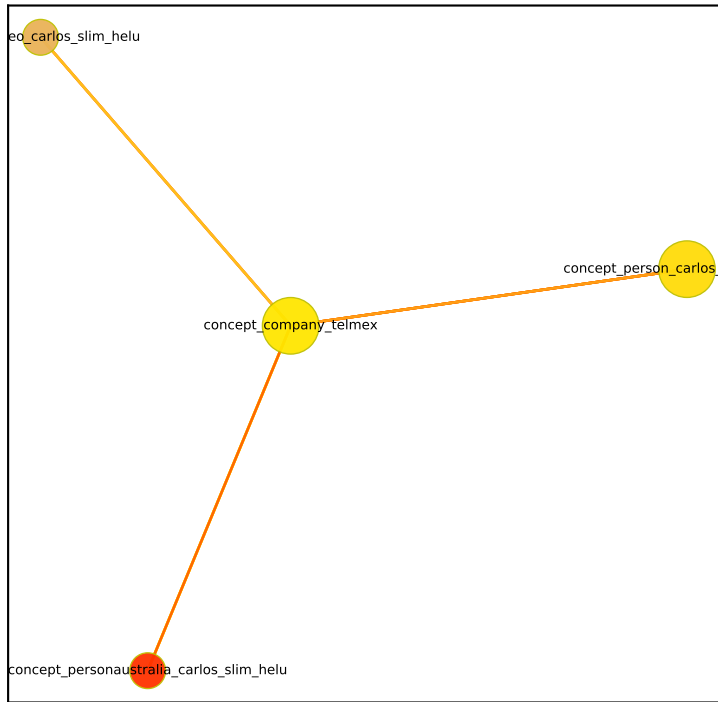 eo_carlos_slim_helu
concept_person_carlos_
concept_company_telmex
concept_personaustralia_carlos_slim_helu